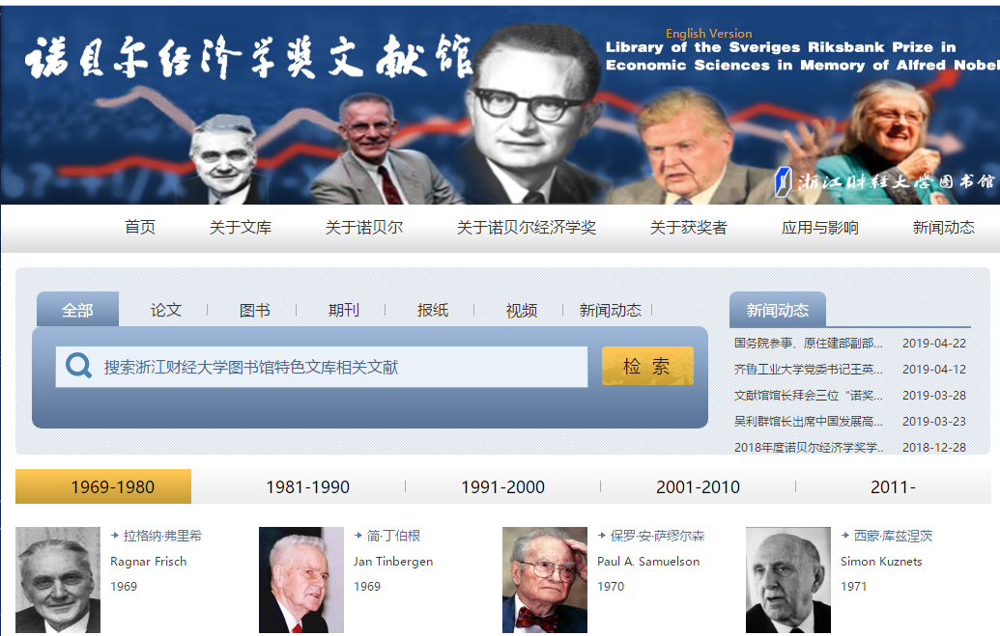 诺贝尔经济学奖文献馆
English Version
Library of the Sveriges Riksbank Prize in
Economic Sciences in Memory of Alfred Nobel
浙江财经大学图书馆
首页 关于文库 关于诺贝尔 关于诺贝尔经济学奖 关于获奖者 应用与影响 新闻动态
全部 论文 图书 期刊 报纸 视频 新闻动态
搜索浙江财经大学图书馆特色文库相关文献
检 索
新闻动态
国务院参事、原住建部副部... 2019-04-22
齐鲁工业大学党委书记王英... 2019-04-12
文献馆馆长拜会三位“诺奖... 2019-03-28
吴利群馆长出席中国发展高... 2019-03-23
2018年度诺贝尔经济学奖学.. 2018-12-28
1969-1980 1981-1990 1991-2000 2001-2010 2011-
拉格纳·弗里希
Ragnar Frisch
1969
简·丁伯根
Jan Tinbergen
1969
保罗·安·萨缪尔森
Paul A. Samuelson
1970
西蒙·库兹涅茨
Simon Kuznets
1971